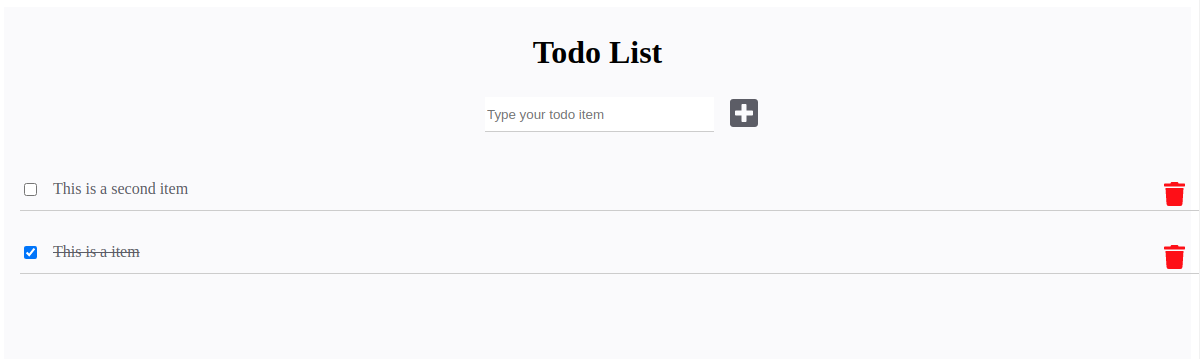 Todo List
Type your todo item
This is a second item
This is a item